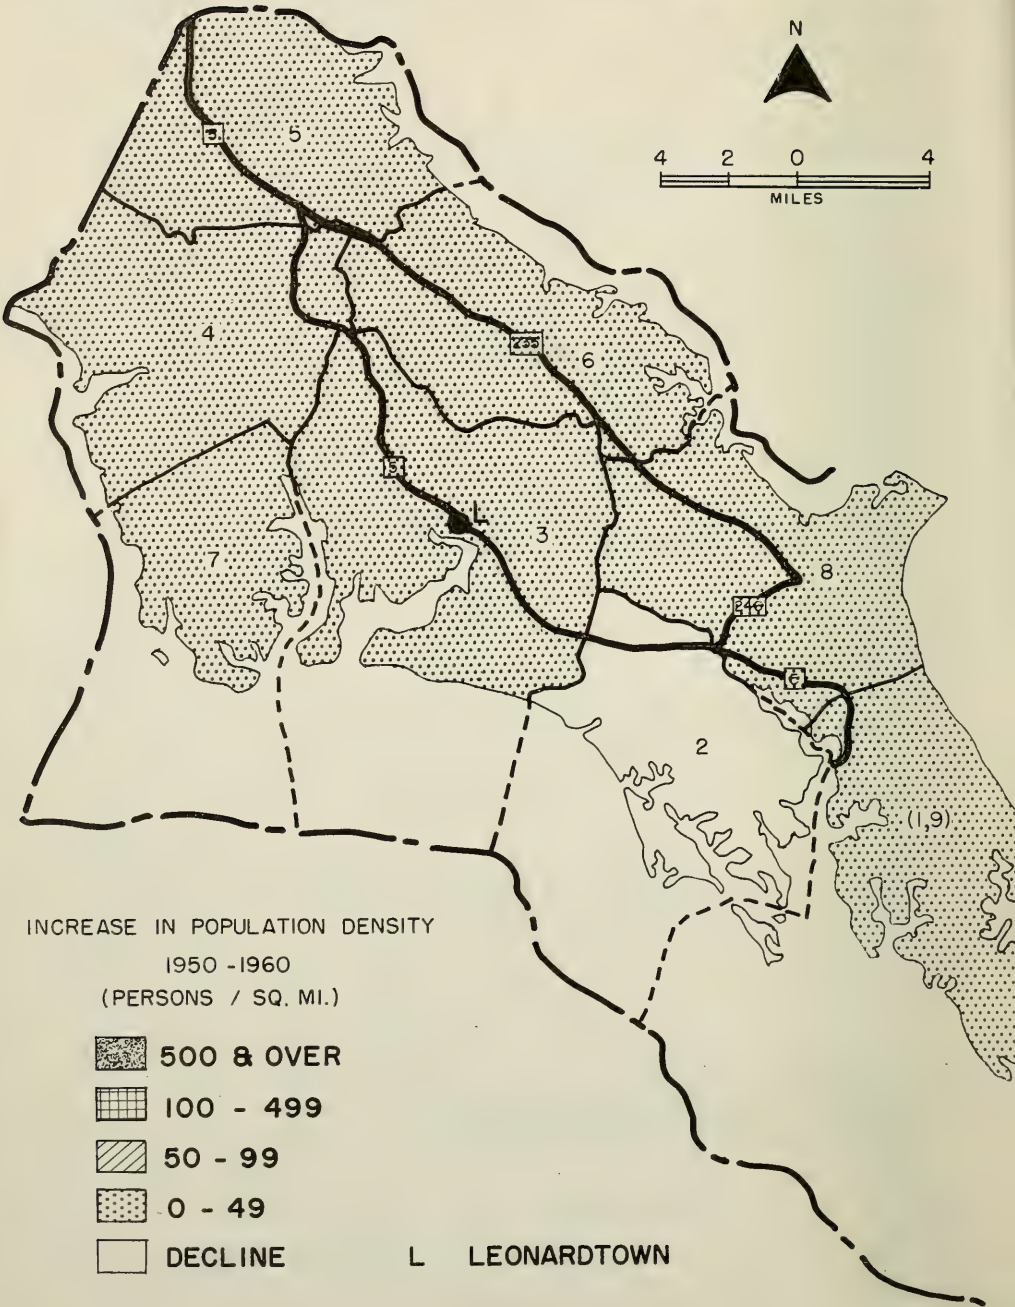 N
4 2 0 4
MILES
5
5
4
235
6
5
L
3
7
8
246
2
(1,9)
INCREASE IN POPULATION DENSITY
1950 - 1960
(PERSONS / SQ. MI.)
500 & OVER
100 - 499
50 - 99
0 - 49
DECLINE
L LEONARDTOWN